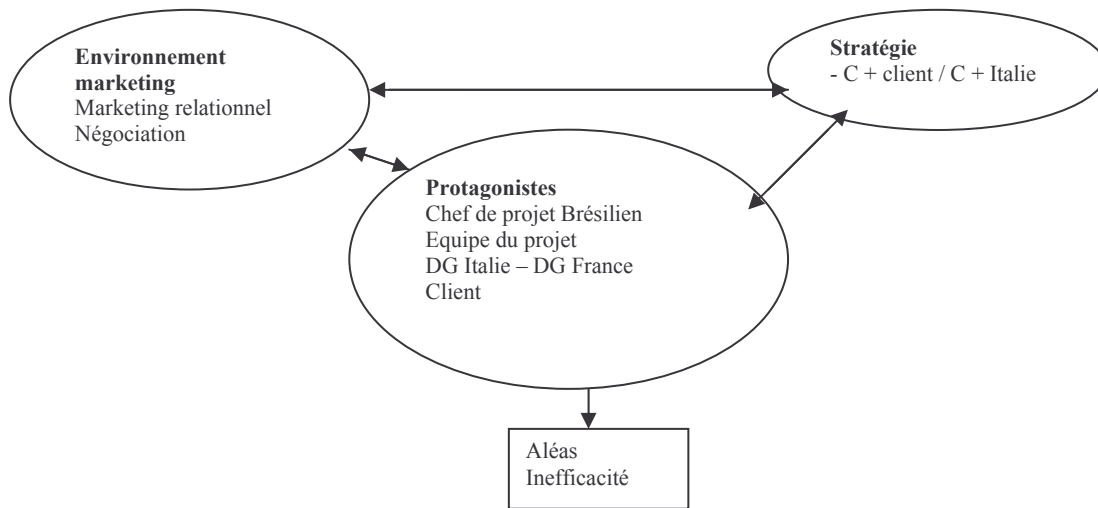 Environnement
marketing
Marketing relationnel
Négociation
Stratégie
- C + client / C + Italie
Protagonistes
Chef de projet Brésilien
Equipe du projet
DG Italie – DG France
Client
Aléas
Inefficacité